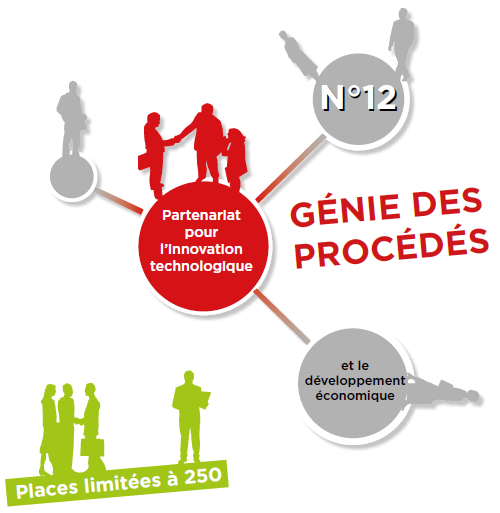 N°12
GÉNIE DES
PROCÉDÉS
Partenariat
pour
l'innovation
technologique
et le
développement
économique
Places limitées à 250